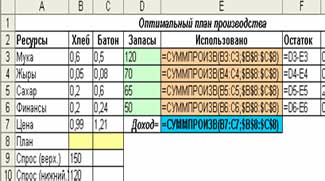 A B C D E F
1 Оптимальный план производства
2 Ресурсы Хлеб Батон Запасы Использовано Остаток
3 Мука 0,6 0,5 120 =СУММПРОИЗВ(B3:C3;$B$8:$C$8) =D3-E3
4 Жыры 0,05 0,08 70 =СУММПРОИЗВ(B4:C4;$B$8:$C$8) =D4-E4
5 Сахар 0,2 0,6 65 =СУММПРОИЗВ(B5:C5;$B$8:$C$8) =D5-E5
6 Финансы 0,2 0,24 50 =СУММПРОИЗВ(B6:C6;$B$8:$C$8) =D6-E6
7 Цена 0,99 1,21 Доход= =СУММПРОИЗВ(B7:C7;$B$8:$C$8)
8 План
9 Спрос (верх.) 150
10 Спрос (нижний. 120